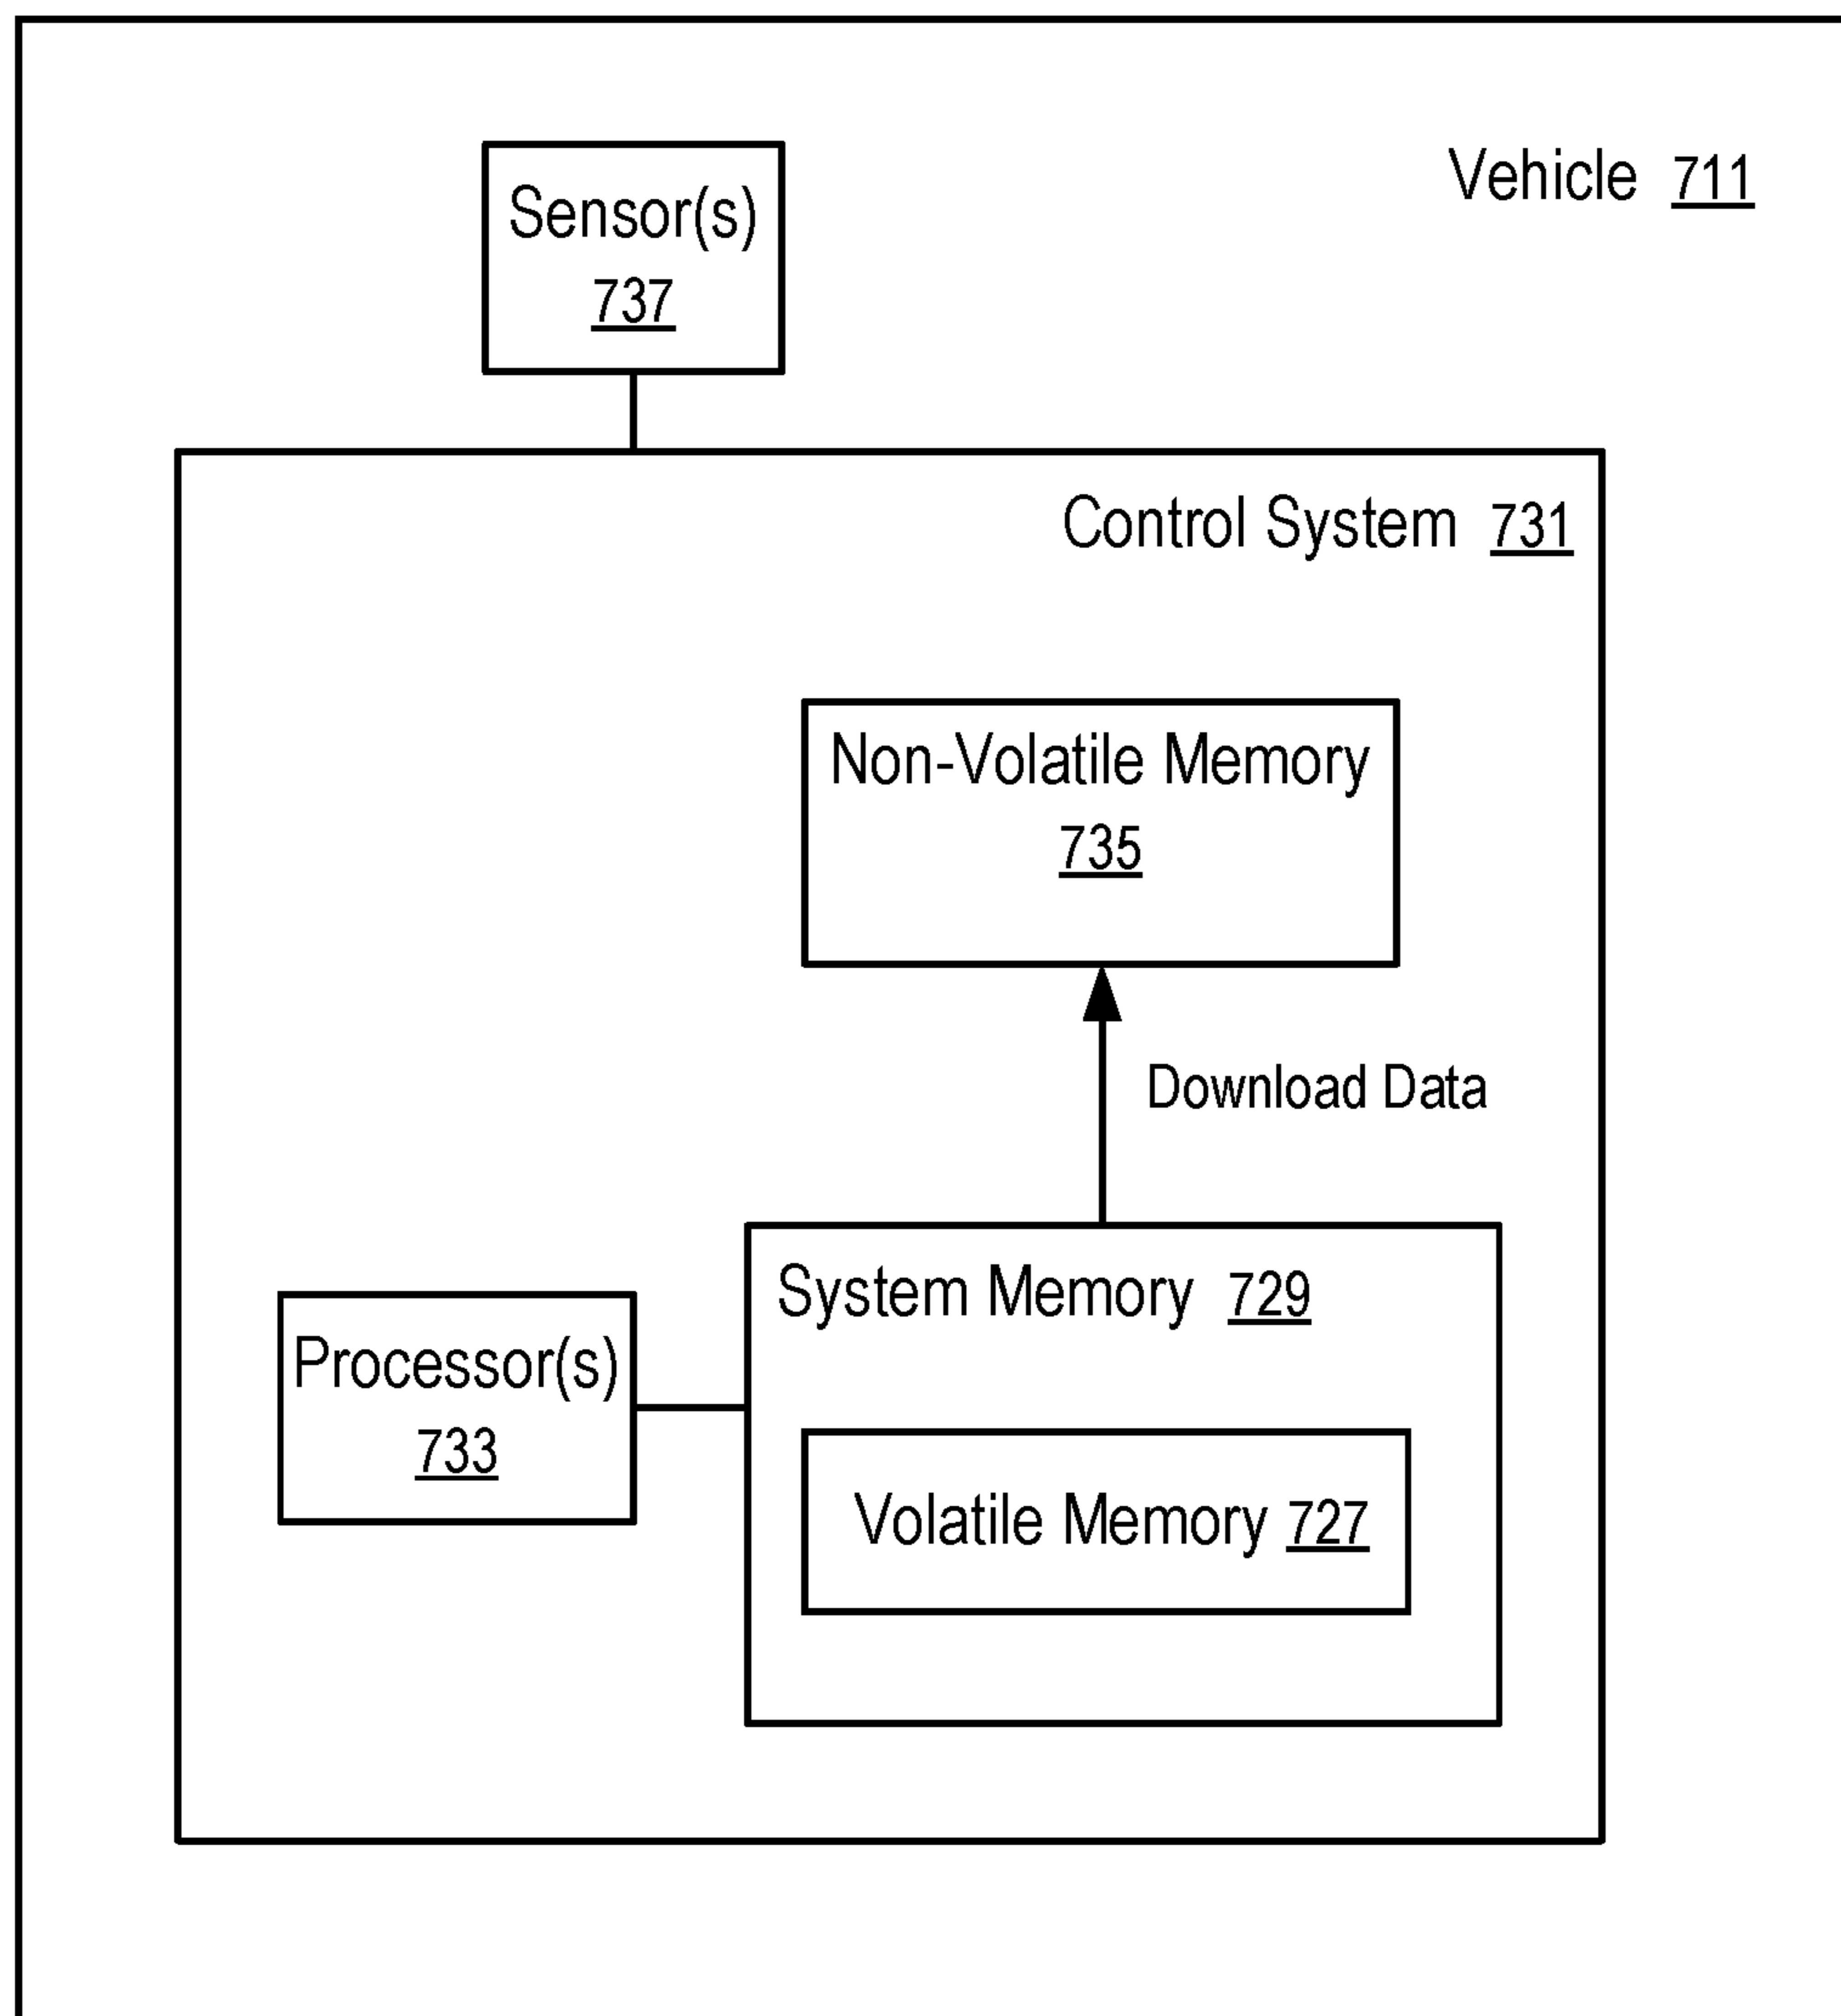 Vehicle 711
Sensor(s)
737
Control System 731
Non-Volatile Memory
735
Download Data
System Memory 729
Processor(s)
733
Volatile Memory 727